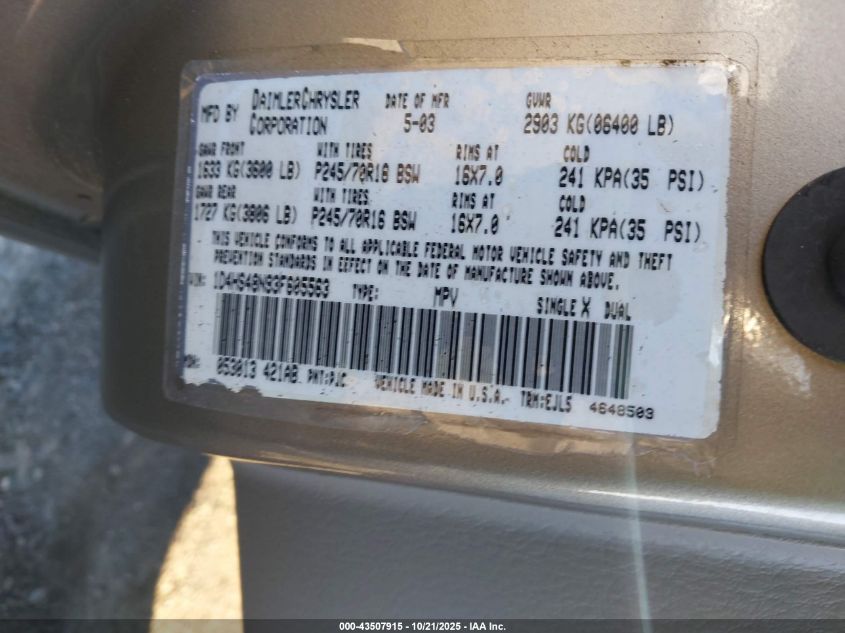 MFD BY DAIMLERCHRYSLER CORPORATION DATE OF MFR 5-03 GVWR 2903 KG(06400 LB)
GAWR FRONT WITH TIRES RIMS AT COLD
1633 KG(3600 LB) P245/70R16 BSW 16X7.0 241 KPA(35 PSI)
GAWR REAR WITH TIRES RIMS AT COLD
1727 KG(3806 LB) P245/70R16 BSW 16X7.0 241 KPA(35 PSI)
THIS VEHICLE CONFORMS TO ALL APPLICABLE FEDERAL MOTOR VEHICLE SAFETY AND THEFT
PREVENTION STANDARDS IN EFFECT ON THE DATE OF MANUFACTURE SHOWN ABOVE.
VIN: 1D4HS48N93F605563 TYPE: MPV SINGLE X DUAL
MDH: 053013 421AB PNT:PJC VEHICLE MADE IN U.S.A. TRM:EJL5 4648503
000-43507915 - 10/21/2025 - IAA Inc.